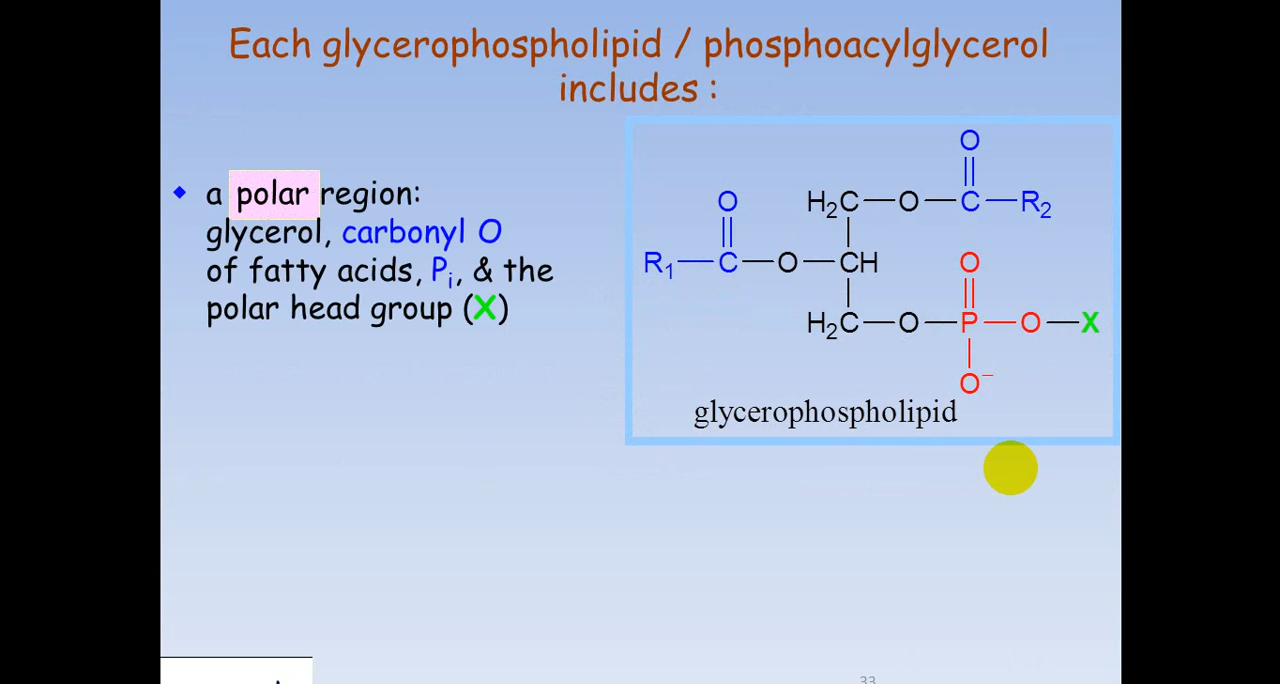 Each glycerophospholipid / phosphoacylglycerol
includes :
a polar region:
glycerol, carbonyl O
of fatty acids, Pi, & the
polar head group (X)
O
O
H2C—O—C—R2
R1—C—O—CH
O
H2C—O—P—O—X
O−
glycerophospholipid
33